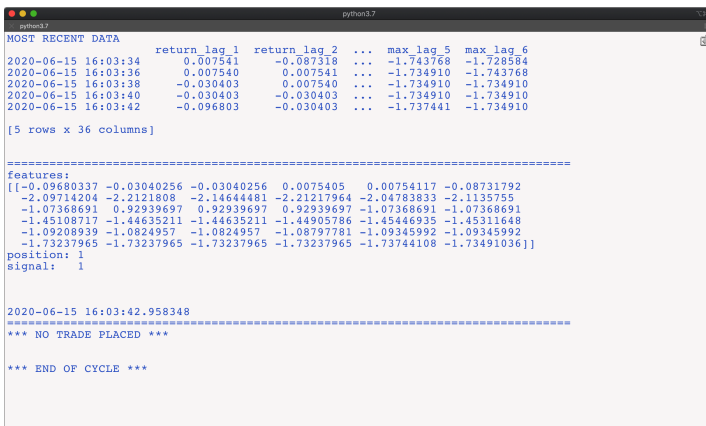 python3.7
python3.7
MOST RECENT DATA
return_lag_1 return_lag_2 ... max_lag_5 max_lag_6
2020-06-15 16:03:34 0.007541 -0.087318 ... -1.743768 -1.728584
2020-06-15 16:03:36 0.007540 0.007541 ... -1.734910 -1.743768
2020-06-15 16:03:38 -0.030403 0.007540 ... -1.734910 -1.734910
2020-06-15 16:03:40 -0.030403 -0.030403 ... -1.734910 -1.734910
2020-06-15 16:03:42 -0.096803 -0.030403 ... -1.737441 -1.734910
[5 rows x 36 columns]
================================================================================
features:
[[-0.09680337 -0.03040256 -0.03040256 0.0075405 0.00754117 -0.08731792
-2.09714204 -2.2121808 -2.14644481 -2.21217964 -2.04783833 -2.1135755
-1.07368691 0.92939697 0.92939697 0.92939697 -1.07368691 -1.07368691
-1.45108717 -1.44635211 -1.44635211 -1.44905786 -1.45446935 -1.45311648
-1.09208939 -1.0824957 -1.0824957 -1.08797781 -1.09345992 -1.09345992
-1.73237965 -1.73237965 -1.73237965 -1.73237965 -1.73744108 -1.73491036]]
position: 1
signal: 1
2020-06-15 16:03:42.958348
================================================================================
*** NO TRADE PLACED ***
*** END OF CYCLE ***